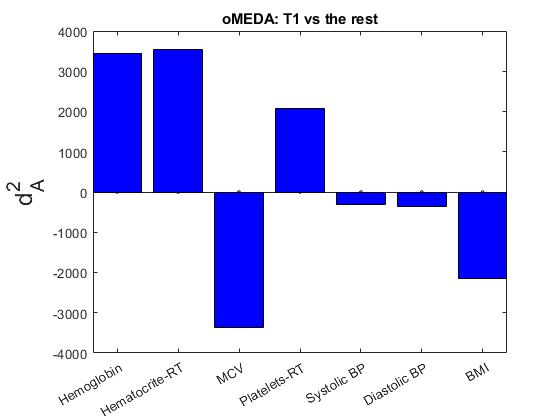 oMEDA: T1 vs the rest
4000
3000
2000
1000
0
-1000
-2000
-3000
-4000
d²A
Hemoglobin
Hematocrite-RT
MCV
Platelets-RT
Systolic BP
Diastolic BP
BMI